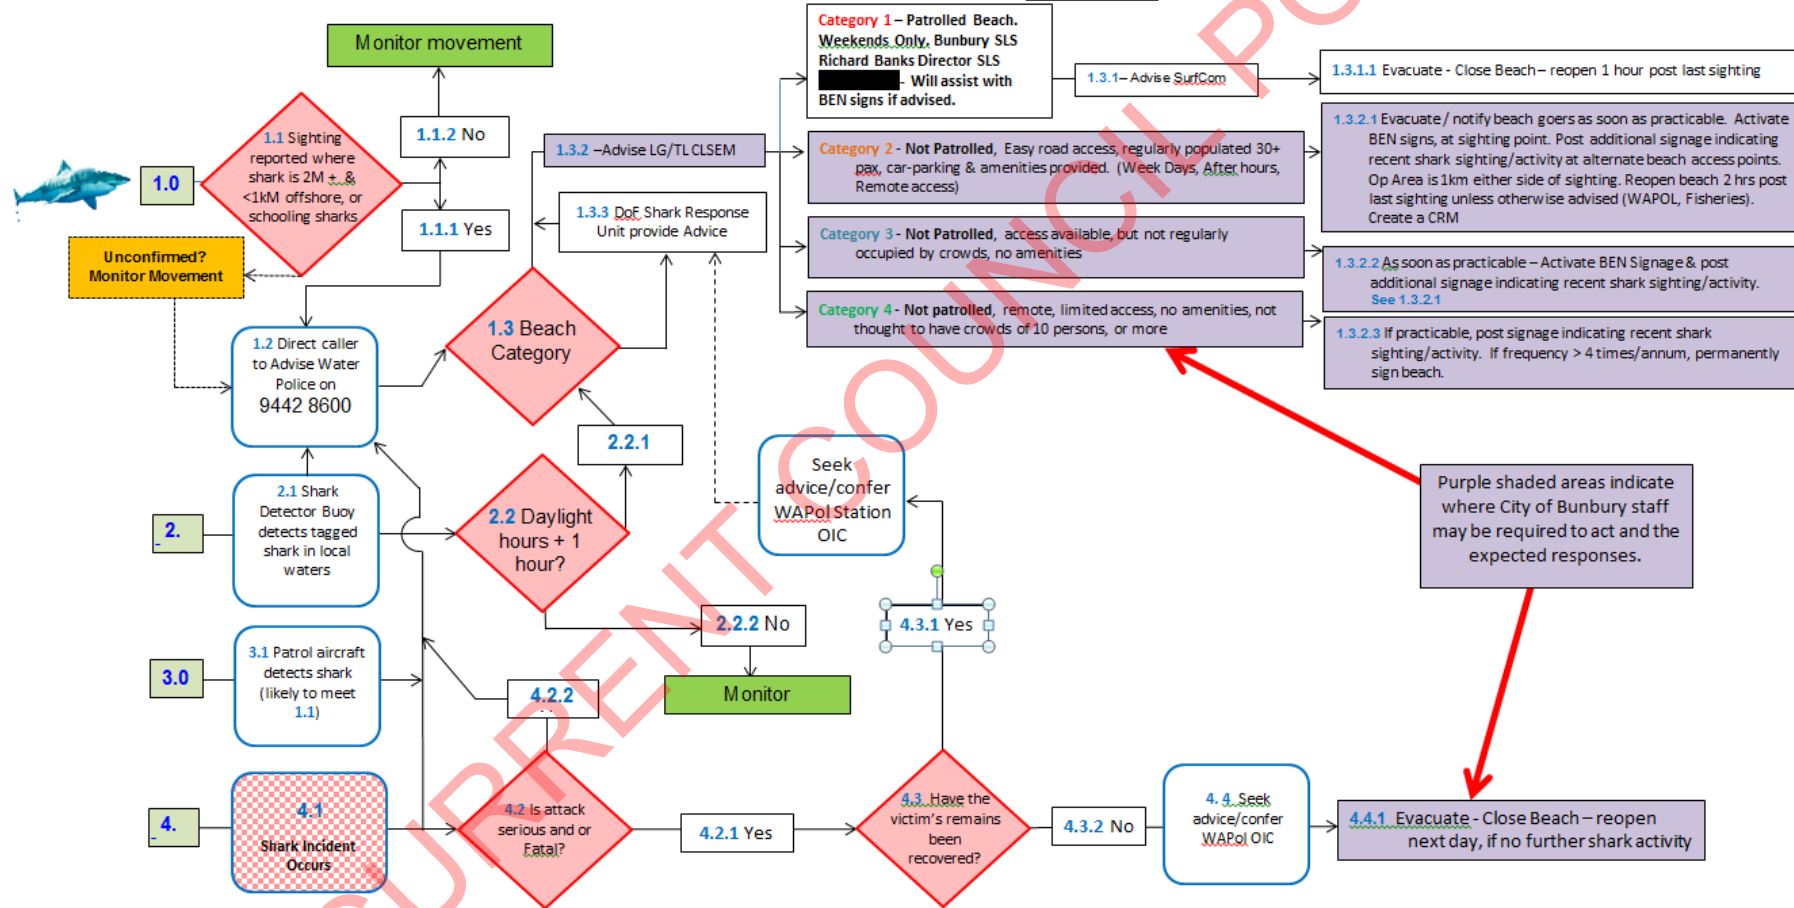 Monitor movement
Category 1 – Patrolled Beach.
Weekends Only, Bunbury SLS
Richard Banks Director SLS
- Will assist with
BEN signs if advised.
1.3.1– Advise SurfCom
1.3.1.1 Evacuate - Close Beach – reopen 1 hour post last sighting
1.0
1.1 Sighting
reported where
shark is 2M + &
<1kM offshore, or
schooling sharks
1.1.2 No
1.1.1 Yes
Unconfirmed?
Monitor Movement
1.3.2 –Advise LG/TL CLSEM
1.3.3 DoF Shark Response
Unit provide Advice
Category 2 - Not Patrolled, Easy road access, regularly populated 30+
pax, car-parking & amenities provided. (Week Days, After hours,
Remote access)
1.3.2.1 Evacuate / notify beach goers as soon as practicable. Activate
BEN signs, at sighting point. Post additional signage indicating
recent shark sighting/activity at alternate beach access points.
Op Area is 1km either side of sighting. Reopen beach 2 hrs post
last sighting unless otherwise advised (WAPOL, Fisheries).
Create a CRM
Category 3 - Not Patrolled, access available, but not regularly
occupied by crowds, no amenities
1.3.2.2 As soon as practicable – Activate BEN Signage & post
additional signage indicating recent shark sighting/activity.
See 1.3.2.1
Category 4 - Not patrolled, remote, limited access, no amenities, not
thought to have crowds of 10 persons, or more
1.3.2.3 If practicable, post signage indicating recent shark
sighting/activity. If frequency > 4 times/annum, permanently
sign beach.
1.2 Direct caller
to Advise Water
Police on
9442 8600
1.3 Beach
Category
2.2.1
2.
2.1 Shark
Detector Buoy
detects tagged
shark in local
waters
2.2 Daylight
hours + 1
hour?
Seek
advice/confer
WAPol Station
OIC
Purple shaded areas indicate
where City of Bunbury staff
may be required to act and the
expected responses.
2.2.2 No
Monitor
4.3.1 Yes
3.0
3.1 Patrol aircraft
detects shark
(likely to meet
1.1)
4.2.2
4.
4.1
Shark Incident
Occurs
4.2 Is attack
serious and or
Fatal?
4.2.1 Yes
4.3 Have the
victim's remains
been
recovered?
4.3.2 No
4. 4 Seek
advice/confer
WAPol OIC
4.4.1 Evacuate - Close Beach – reopen
next day, if no further shark activity
CURRENT COUNCIL PO